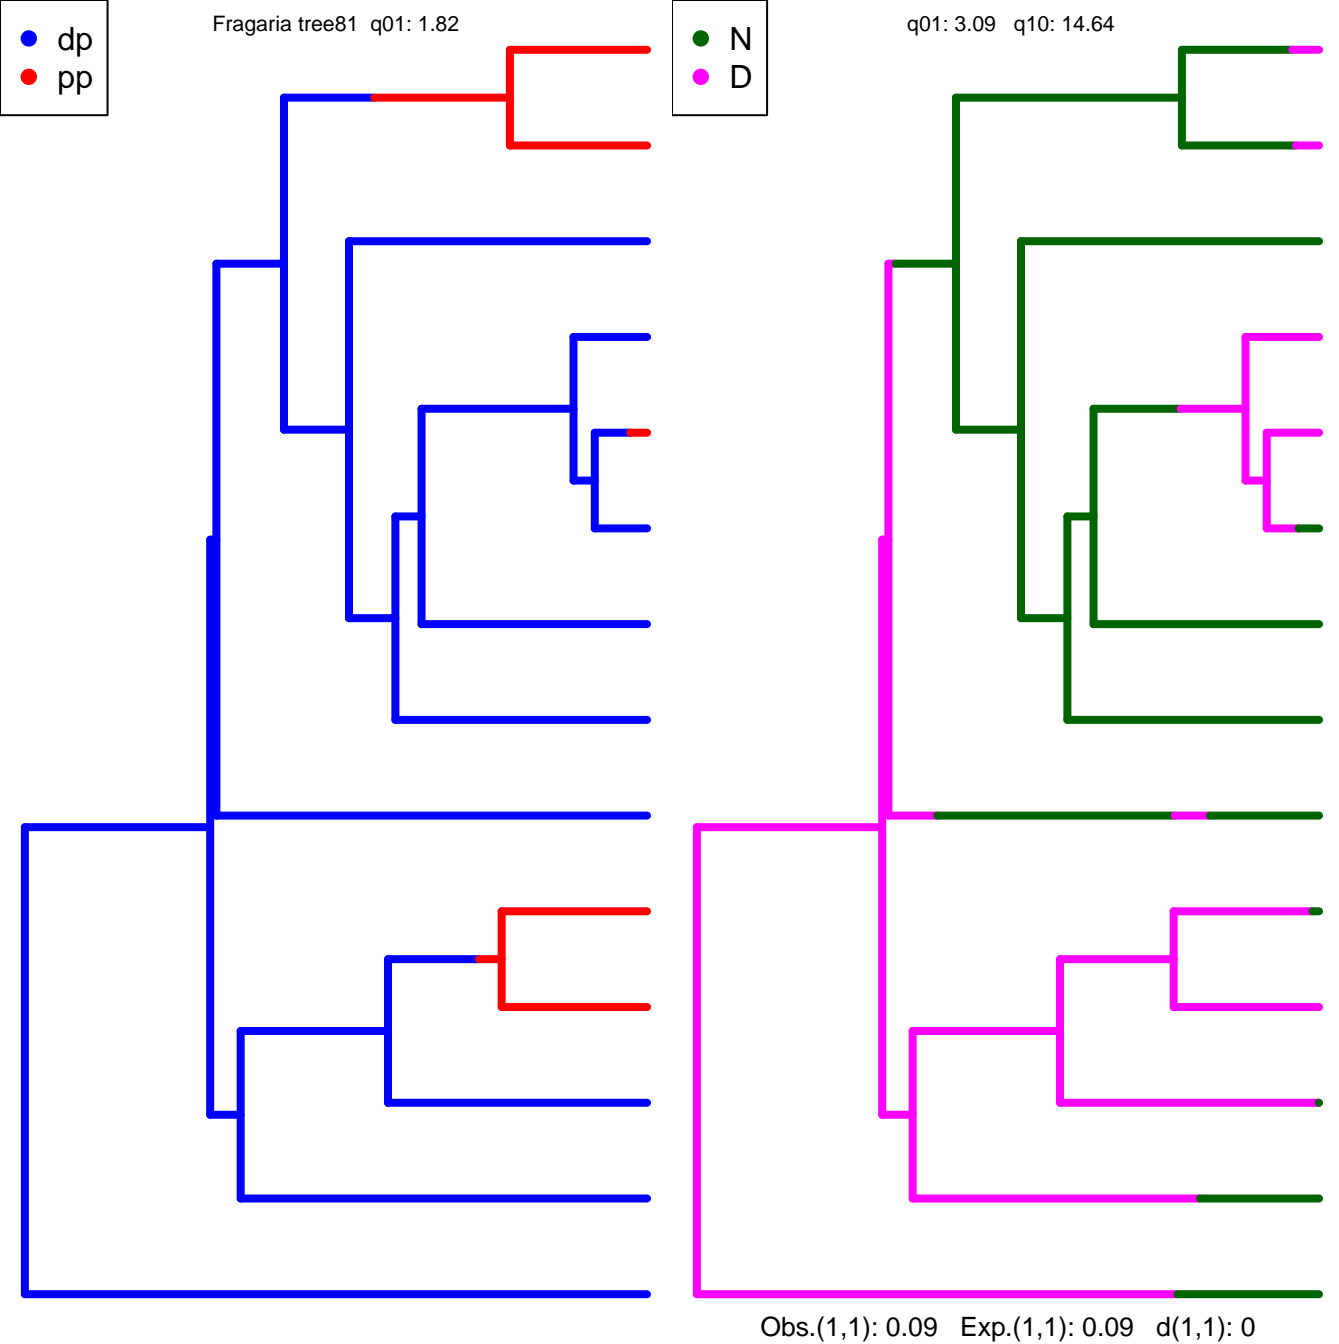 Fragaria tree81 q01: 1.82
dp
pp
q01: 3.09 q10: 14.64
N
D
Obs.(1,1): 0.09 Exp.(1,1): 0.09 d(1,1): 0